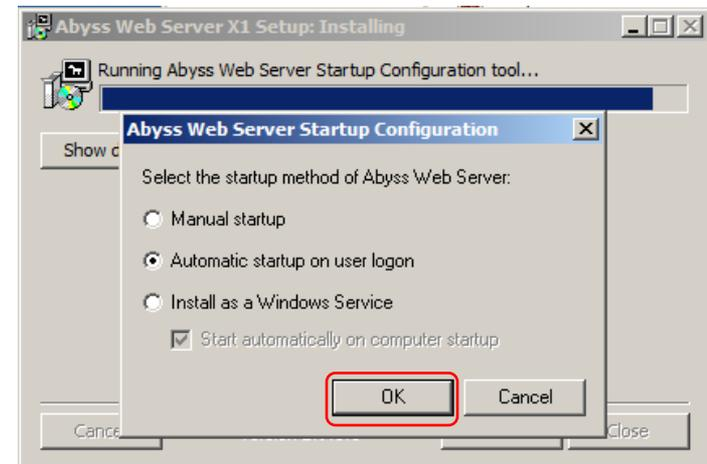 Abyss Web Server X1 Setup: Installing
Running Abyss Web Server Startup Configuration tool...
Show d
Abyss Web Server Startup Configuration
Select the startup method of Abyss Web Server:
Manual startup
Automatic startup on user logon
Install as a Windows Service
Start automatically on computer startup
OK
Cancel
Cance
Close